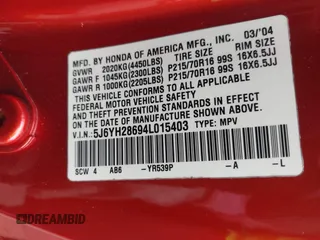 MFD. BY HONDA OF AMERICA MFG., INC. 03/'04
TIRE SIZE RIM SIZE
GVWR 2020KG(4450LBS)
GAWR F 1045KG(2300LBS) P215/70R16 99S 16X6.5JJ
GAWR R 1000KG(2205LBS) P215/70R16 99S 16X6.5JJ
THIS VEHICLE CONFORMS TO ALL APPLICABLE
FEDERAL MOTOR VEHICLE SAFETY STANDARDS IN
EFFECT ON THE DATE OF MANUFACTURE SHOWN
ABOVE.
V.I.N: 5J6YH28694L015403 TYPE: MPV
SCW 4 AB6 -YR539P -A -L
DREAMBID